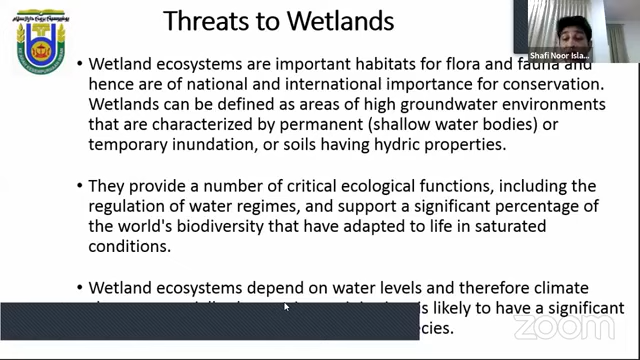 Threats to Wetlands
Shafi Noor Isla...
• Wetland ecosystems are important habitats for flora and fauna and
hence are of national and international importance for conservation.
Wetlands can be defined as areas of high groundwater environments
that are characterized by permanent (shallow water bodies) or
temporary inundation, or soils having hydric properties.
• They provide a number of critical ecological functions, including the
regulation of water regimes, and support a significant percentage of
the world's biodiversity that have adapted to life in saturated
conditions.
• Wetland ecosystems depend on water levels and therefore climate
is likely to have a significant
zoom